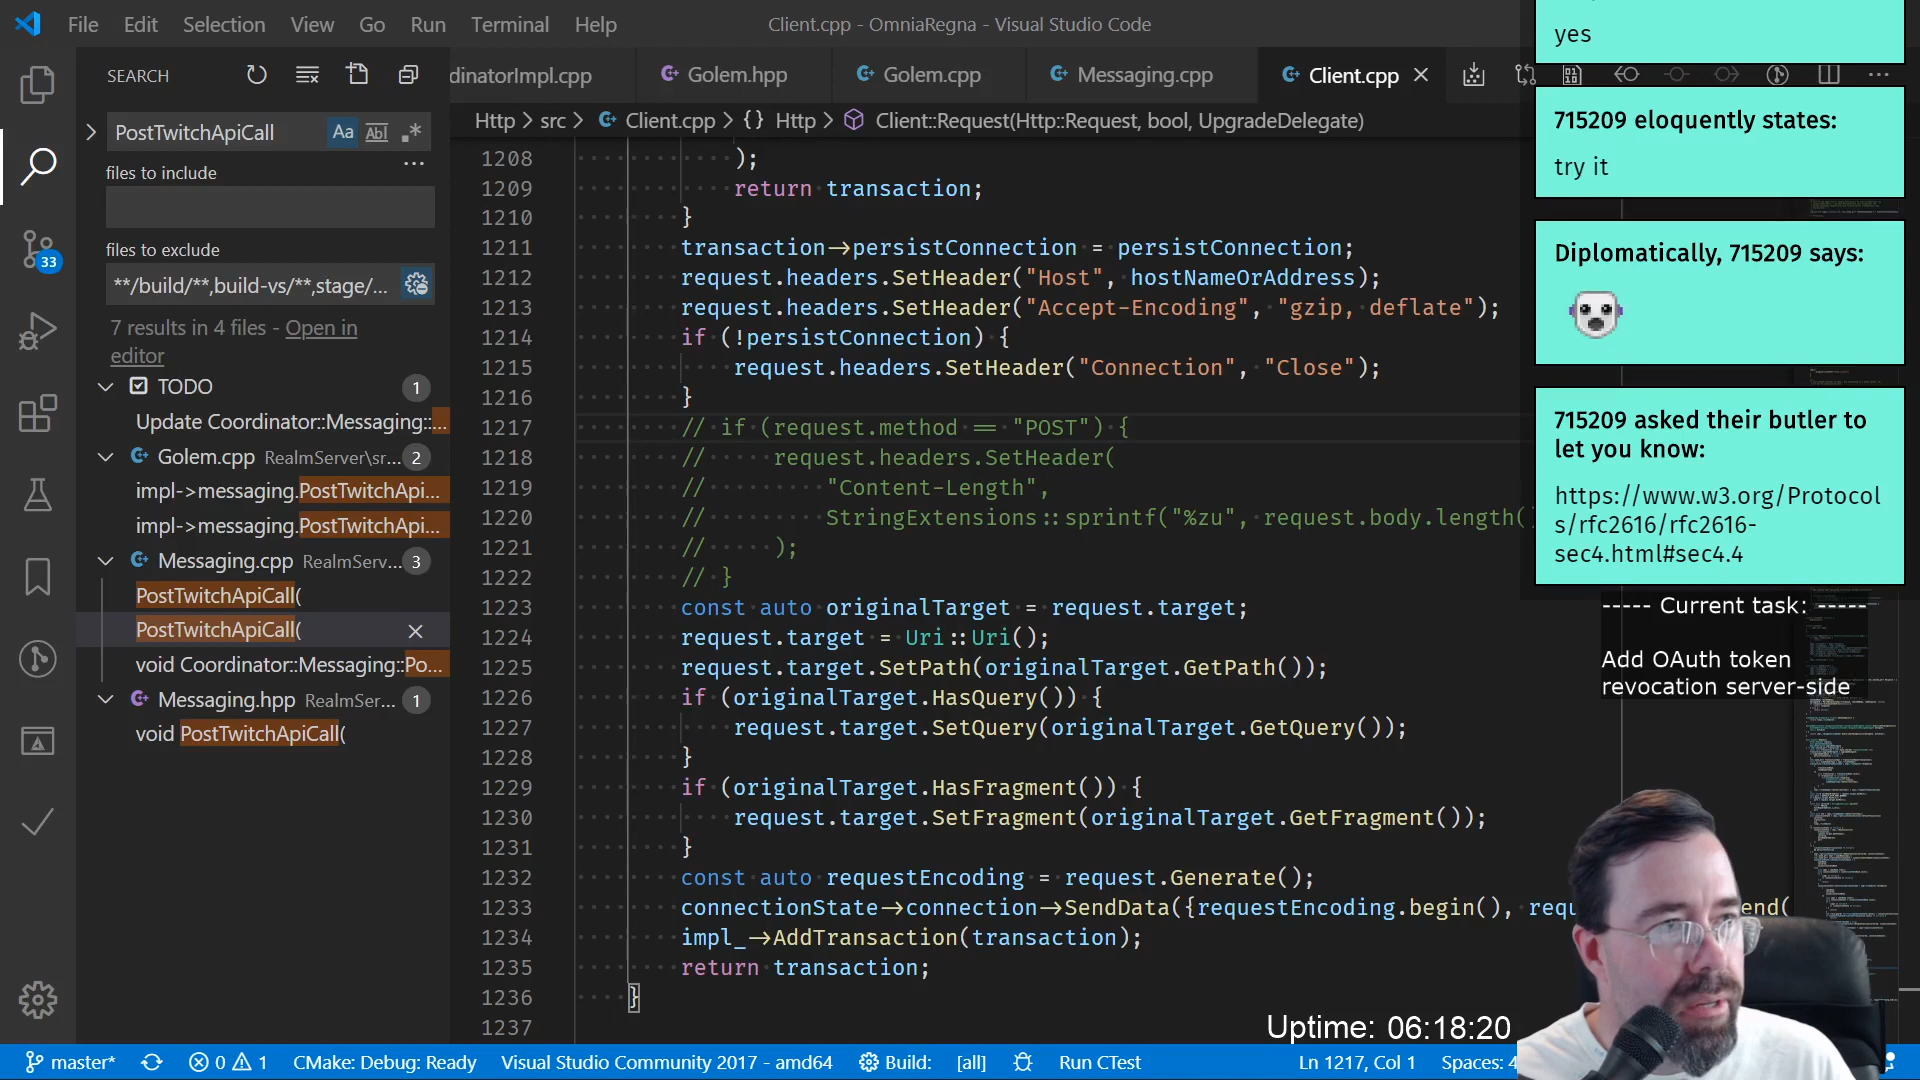 File Edit Selection View Go Run Terminal Help
Client.cpp - OmniaRegna - Visual Studio Code
SEARCH
PostTwitchApiCall
Aa Abl .*
files to include
files to exclude
**/build/**,build-vs/**,stage/...
7 results in 4 files - Open in
editor
TODO 1
Update Coordinator::Messaging::...
Golem.cpp RealmServer\sr... 2
impl->messaging.PostTwitchApi...
impl->messaging.PostTwitchApi...
Messaging.cpp RealmServ... 3
PostTwitchApiCall(
PostTwitchApiCall(
void Coordinator::Messaging::Po...
Messaging.hpp RealmSer... 1
void PostTwitchApiCall(
33
dinatorImpl.cpp Golem.hpp Golem.cpp Messaging.cpp Client.cpp
Http > src > Client.cpp > {} Http > Client::Request(Http::Request, bool, UpgradeDelegate)
1208 );
1209 return transaction;
1210 }
1211 transaction->persistConnection = persistConnection;
1212 request.headers.SetHeader("Host", hostNameOrAddress);
1213 request.headers.SetHeader("Accept-Encoding", "gzip, deflate");
1214 if (!persistConnection) {
1215 request.headers.SetHeader("Connection", "Close");
1216 }
1217 // if (request.method == "POST") {
1218 // request.headers.SetHeader(
1219 // "Content-Length",
1220 // StringExtensions::sprintf("%zu", request.body.length(
1221 // );
1222 // }
1223 const auto originalTarget = request.target;
1224 request.target = Uri::Uri();
1225 request.target.SetPath(originalTarget.GetPath());
1226 if (originalTarget.HasQuery()) {
1227 request.target.SetQuery(originalTarget.GetQuery());
1228 }
1229 if (originalTarget.HasFragment()) {
1230 request.target.SetFragment(originalTarget.GetFragment());
1231 }
1232 const auto requestEncoding = request.Generate();
1233 connectionState->connection->SendData({requestEncoding.begin(), requ end(
1234 impl_->AddTransaction(transaction);
1235 return transaction;
1236 }
1237
yes
715209 eloquently states:
try it
Diplomatically, 715209 says:
715209 asked their butler to
let you know:
https://www.w3.org/Protocol
s/rfc2616/rfc2616-
sec4.html#sec4.4
----- Current task: -----
Add OAuth token
revocation server-side
Uptime: 06:18:20
master* 0 1 CMake: Debug: Ready Visual Studio Community 2017 - amd64 Build: [all] Run CTest Ln 1217, Col 1 Spaces: 4